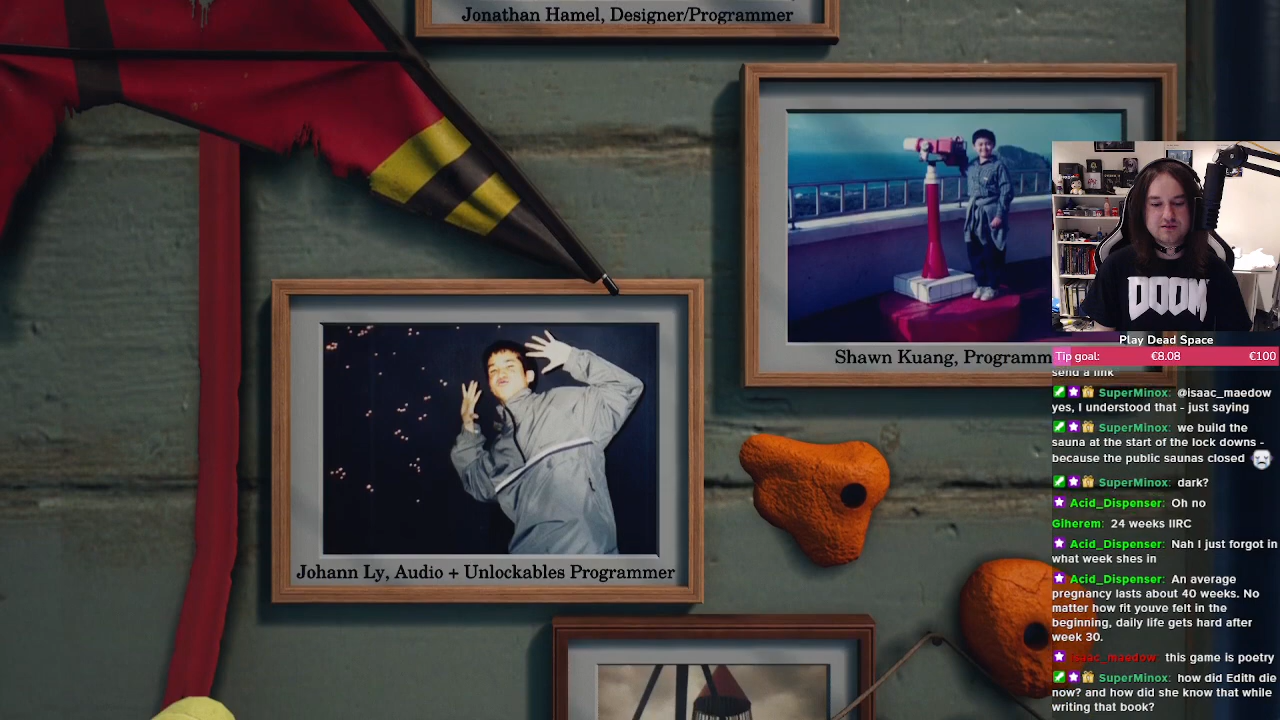 Jonathan Hamel, Designer/Programmer
Shawn Kuang, Programm
Johann Ly, Audio + Unlockables Programmer
DOOM
Play Dead Space
Tip goal: €8.08 €100
send a link
SuperMinox: @isaac_maedow
yes, I understood that - just saying
SuperMinox: we build the
sauna at the start of the lock downs -
because the public saunas closed
SuperMinox: dark?
Acid_Dispenser: Oh no
Giherem: 24 weeks IIRC
Acid_Dispenser: Nah I just forgot in
what week shes in
Acid_Dispenser: An average
pregnancy lasts about 40 weeks. No
matter how fit youve felt in the
beginning, daily life gets hard after
week 30.
isaac_maedow: this game is poetry
SuperMinox: how did Edith die
now? and how did she know that while
writing that book?